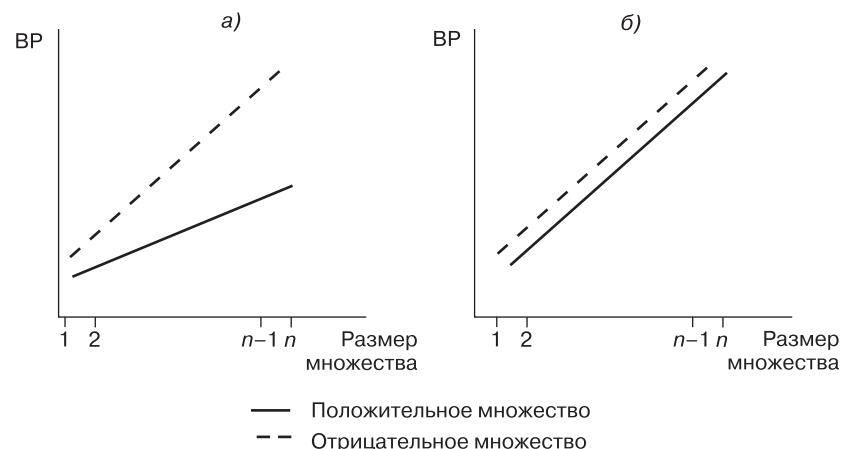 а)
ВР
1 2 n–1 n Размер
множества
б)
ВР
1 2 n–1 n Размер
множества
Положительное множество
Отрицательное множество